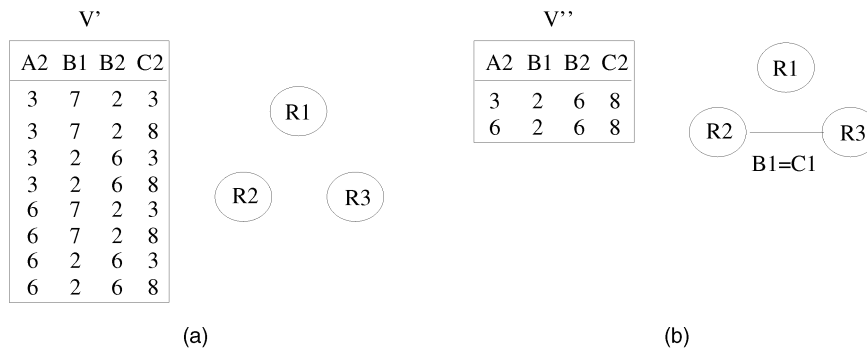 V’
A2 B1 B2 C2
3 7 2 3
3 7 2 8
3 2 6 3
3 2 6 8
6 7 2 3
6 7 2 8
6 2 6 3
6 2 6 8
R1
R2
R3
(a)
V’’
A2 B1 B2 C2
3 2 6 8
6 2 6 8
R1
R2
R3
B1=C1
(b)